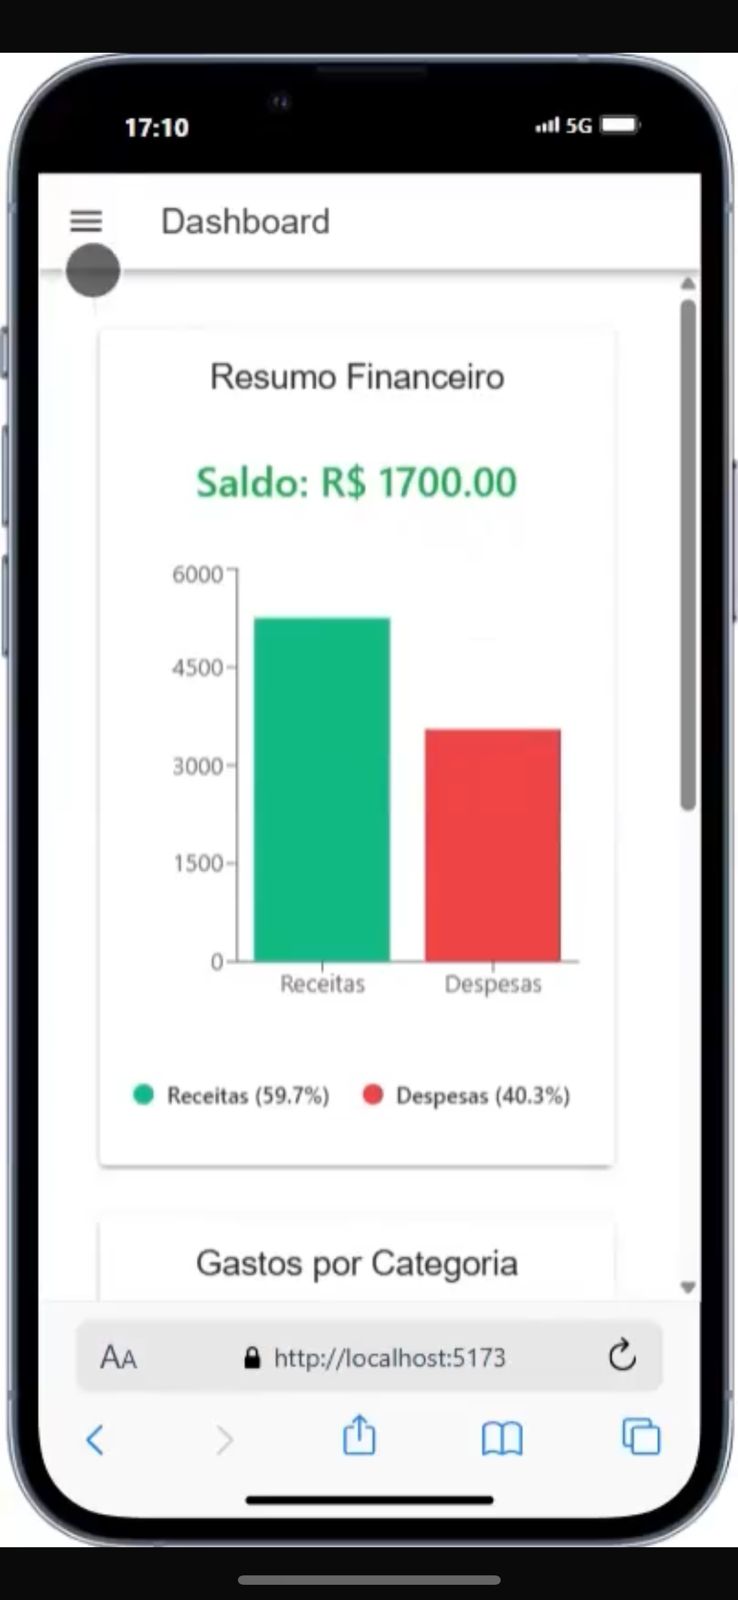 17:10 5G
Dashboard
Resumo Financeiro
Saldo: R$ 1700.00
6000
4500
3000
1500
0
Receitas Despesas
Receitas (59.7%) Despesas (40.3%)
Gastos por Categoria
AA http://localhost:5173